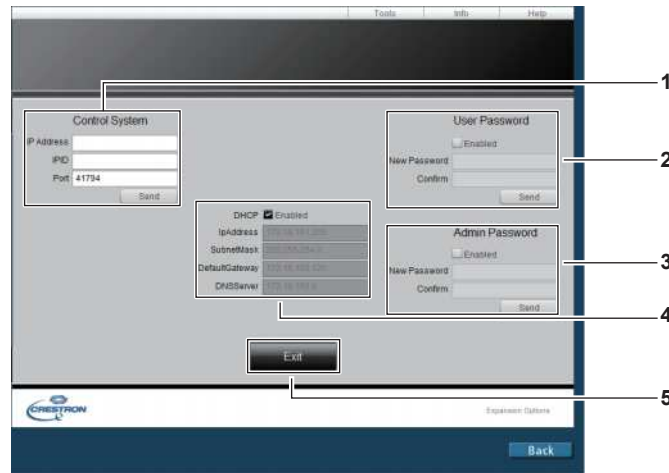 Tools Info Help
1
Control System
IP Address
IPID
Port 41794
Send
User Password
Enabled
New Password
Confirm
Send
2
DHCP Enabled
IpAddress
SubnetMask
DefaultGateway
DNSServer
Admin Password
Enabled
New Password
Confirm
Send
3
4
Exit
5
CRESTRON
Expansion Options
Back